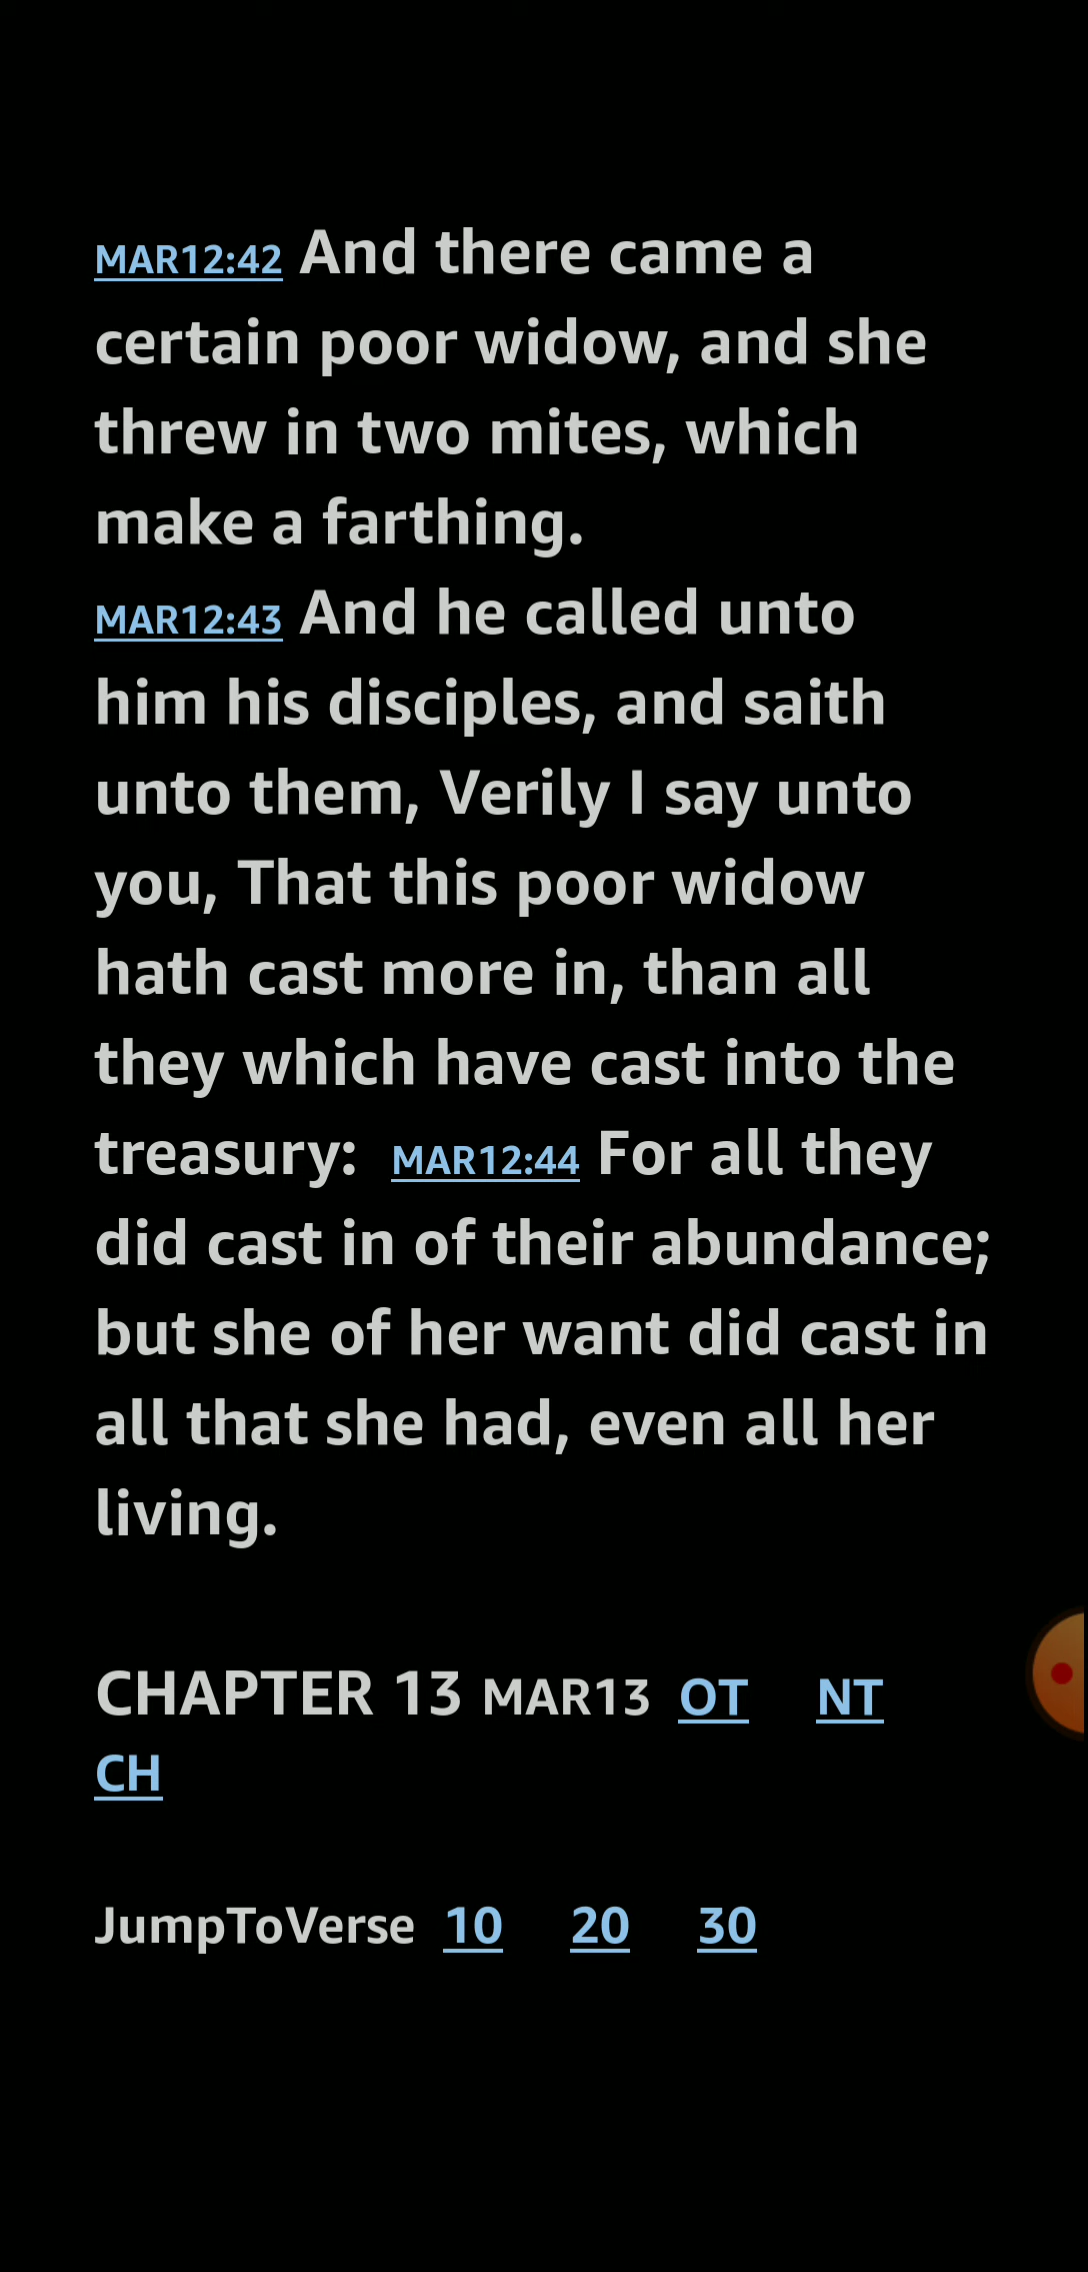 MAR12:42 And there came a
certain poor widow, and she
threw in two mites, which
make a farthing.
MAR12:43 And he called unto
him his disciples, and saith
unto them, Verily I say unto
you, That this poor widow
hath cast more in, than all
they which have cast into the
treasury: MAR12:44 For all they
did cast in of their abundance;
but she of her want did cast in
all that she had, even all her
living.
CHAPTER 13 MAR13 OT NT
CH
JumpToVerse 10 20 30